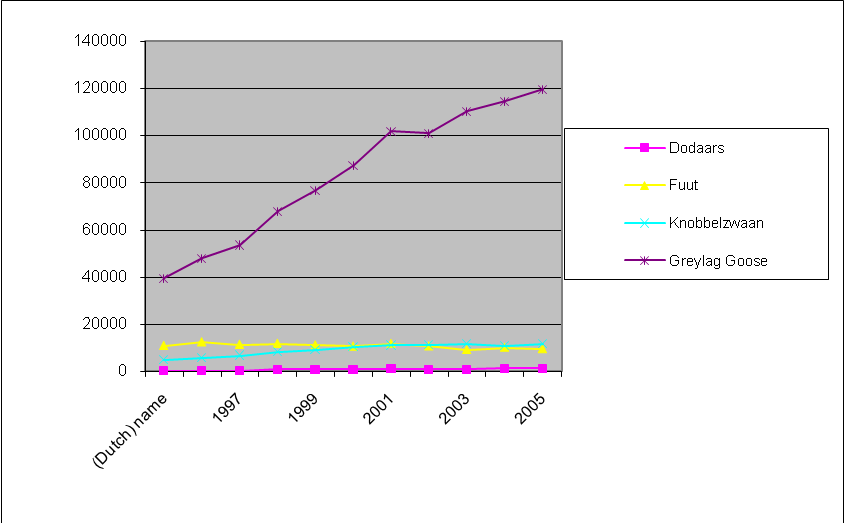 140000
120000
100000
80000
60000
40000
20000
0
(Dutch) name
1997
1999
2001
2003
2005
Dodaars
Fuut
Knobbelzwaan
Greylag Goose